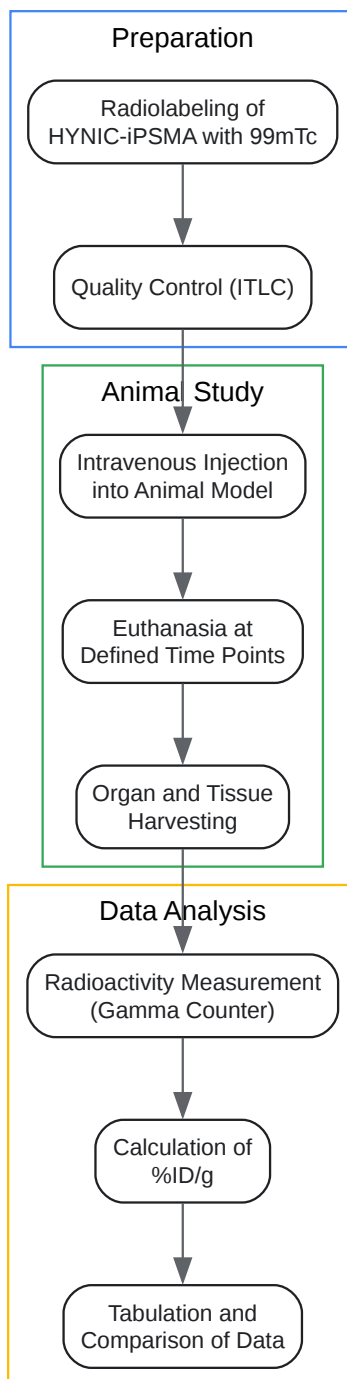 Preparation
Radiolabeling of
HYNIC-iPSMA with 99mTc
Quality Control (ITLC)
Animal Study
Intravenous Injection
into Animal Model
Euthanasia at
Defined Time Points
Organ and Tissue
Harvesting
Data Analysis
Radioactivity Measurement
(Gamma Counter)
Calculation of
%ID/g
Tabulation and
Comparison of Data